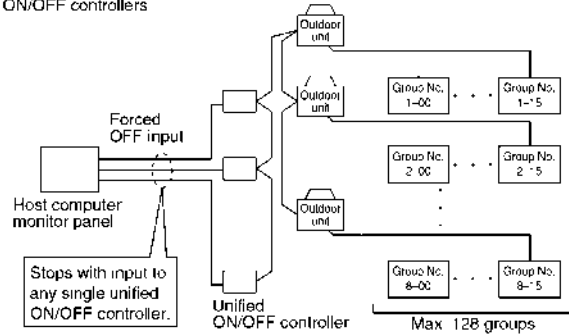 ON/OFF controllers
Outdoor
unit
Outdoor
unit
Group No.
1-00
. . .
Group No.
1-15
Forced
OFF input
Group No.
2-00
. . .
Group No.
2-15
Host computer
monitor panel
Outdoor
unit
Stops with input to
any single unified
ON/OFF controller.
Group No.
8-00
. . .
Group No.
8-15
Unified
ON/OFF controller
Max 128 groups